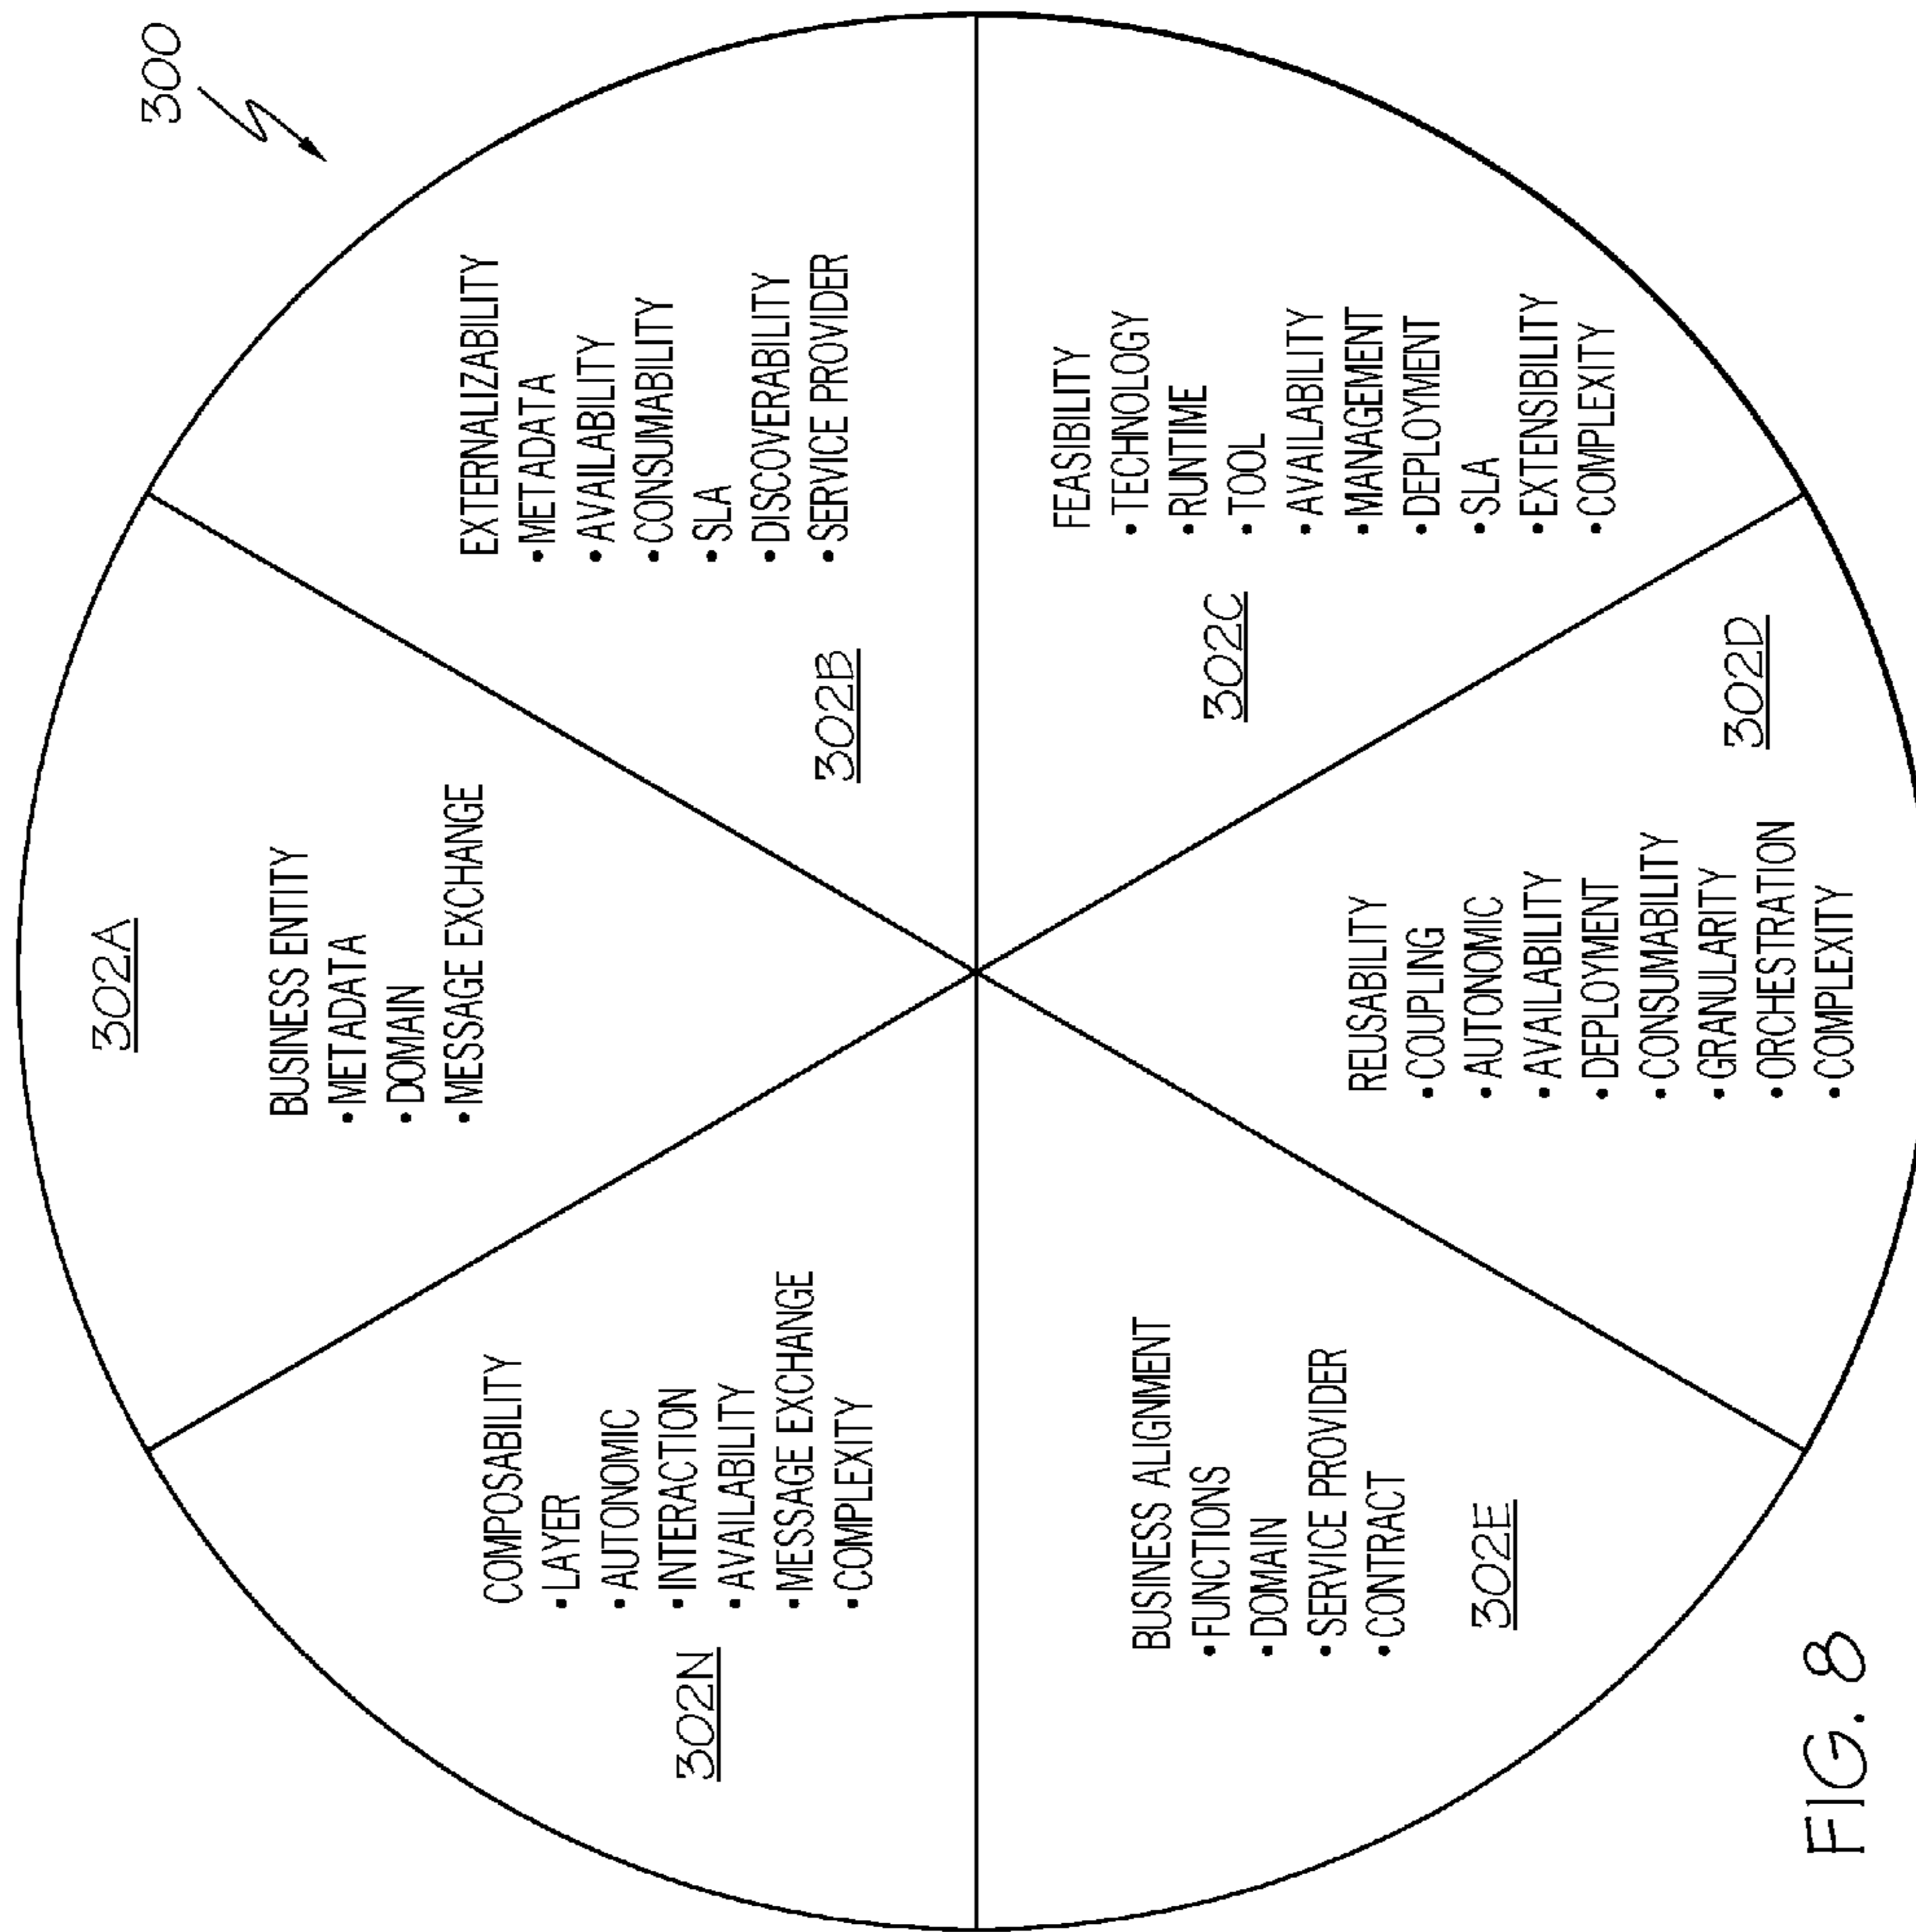 300
302A
BUSINESS ENTITY
• METADATA
• DOMAIN
• MESSAGE EXCHANGE
EXTERNALIZABILITY
• METADATA
• AVAILABILITY
• CONSUMABILITY
• SLA
• DISCOVERABILITY
• SERVICE PROVIDER
302B
FEASIBILITY
• TECHNOLOGY
• RUNTIME
• TOOL
• AVAILABILITY
• MANAGEMENT
• DEPLOYMENT
• SLA
• EXTENSIBILITY
• COMPLEXITY
302C
302D
REUSABILITY
• COUPLING
• AUTONOMIC
• AVAILABILITY
• DEPLOYMENT
• CONSUMABILITY
• GRANULARITY
• ORCHESTRATION
• COMPLEXITY
BUSINESS ALIGNMENT
• FUNCTIONS
• DOMAIN
• SERVICE PROVIDER
• CONTRACT
302E
COMPOSABILITY
• LAYER
• AUTONOMIC
• INTERACTION
• AVAILABILITY
• MESSAGE EXCHANGE
• COMPLEXITY
302N
FIG. 8